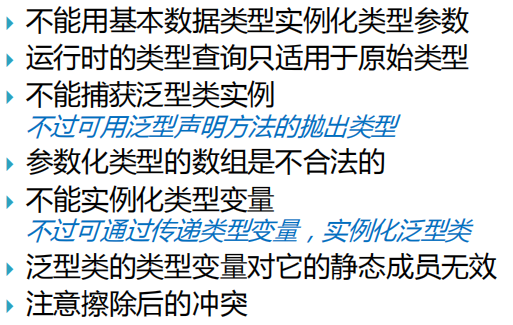 不能用基本数据类型实例化类型参数
运行时的类型查询只适用于原始类型
不能捕获泛型类实例
不过可用泛型声明方法的抛出类型
参数化类型的数组是不合法的
不能实例化类型变量
不过可通过传递类型变量，实例化泛型类
泛型类的类型变量对它的静态成员无效
注意擦除后的冲突